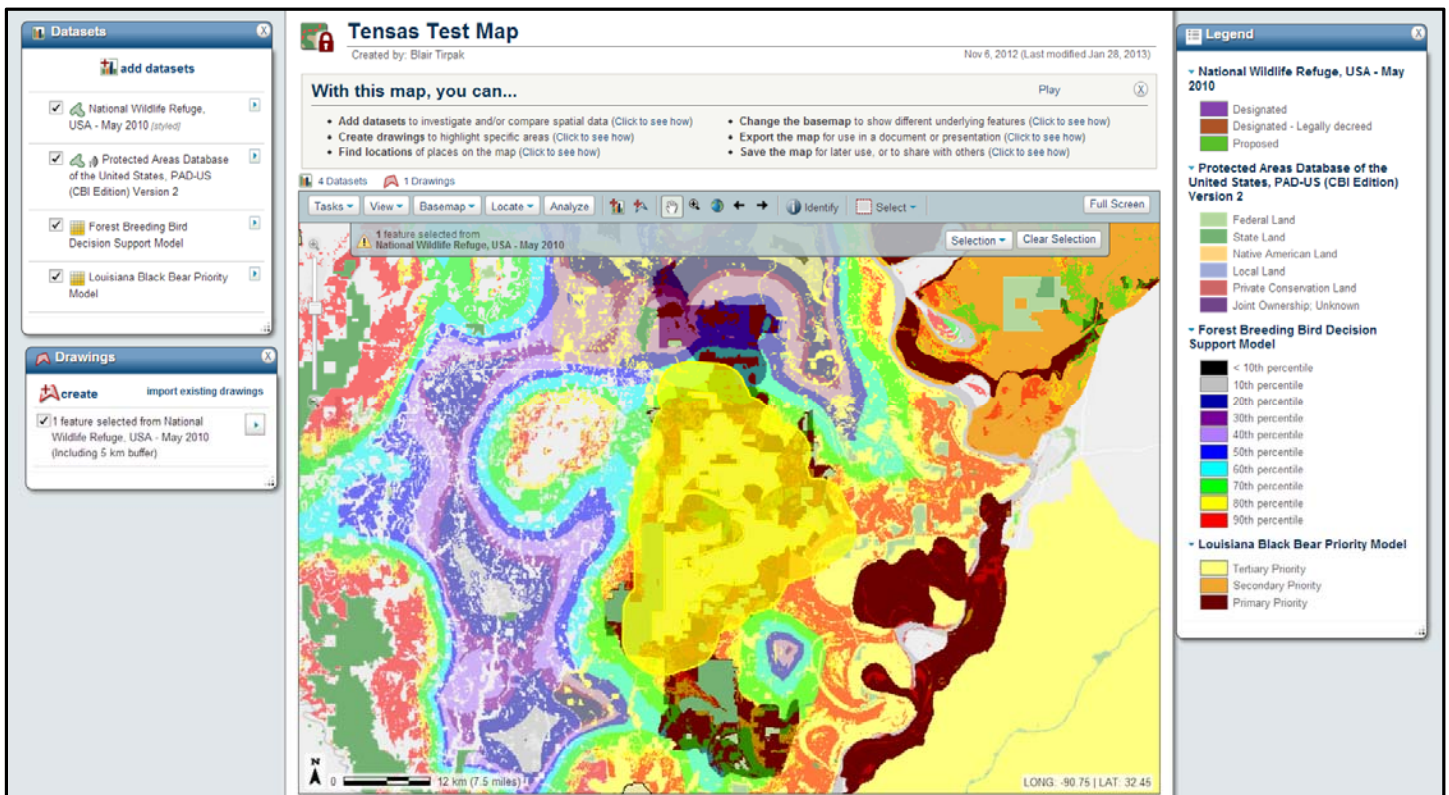 Datasets
add datasets
National Wildlife Refuge,
USA - May 2010 [styled]
Protected Areas Database
of the United States, PAD-US
(CBI Edition) Version 2
Forest Breeding Bird
Decision Support Model
Louisiana Black Bear Priority
Model
Drawings
create
import existing drawings
1 feature selected from National
Wildlife Refuge, USA - May 2010
(Including 5 km buffer)
Tensas Test Map
Created by: Blair Tirpak
Nov 6, 2012 (Last modified Jan 28, 2013)
With this map, you can...
Play
• Add datasets to investigate and/or compare spatial data (Click to see how)
• Create drawings to highlight specific areas (Click to see how)
• Find locations of places on the map (Click to see how)
• Change the basemap to show different underlying features (Click to see how)
• Export the map for use in a document or presentation (Click to see how)
• Save the map for later use, or to share with others (Click to see how)
4 Datasets 1 Drawings
Tasks View Basemap Locate Analyze Identify Select Full Screen
1 feature selected from
National Wildlife Refuge, USA - May 2010
Selection Clear Selection
N
0 12 km (7.5 miles)
LONG: -90.75 | LAT: 32.45
Legend
National Wildlife Refuge, USA - May
2010
Designated
Designated - Legally decreed
Proposed
Protected Areas Database of the
United States, PAD-US (CBI Edition)
Version 2
Federal Land
State Land
Native American Land
Local Land
Private Conservation Land
Joint Ownership; Unknown
Forest Breeding Bird Decision
Support Model
< 10th percentile
10th percentile
20th percentile
30th percentile
40th percentile
50th percentile
60th percentile
70th percentile
80th percentile
90th percentile
Louisiana Black Bear Priority Model
Tertiary Priority
Secondary Priority
Primary Priority